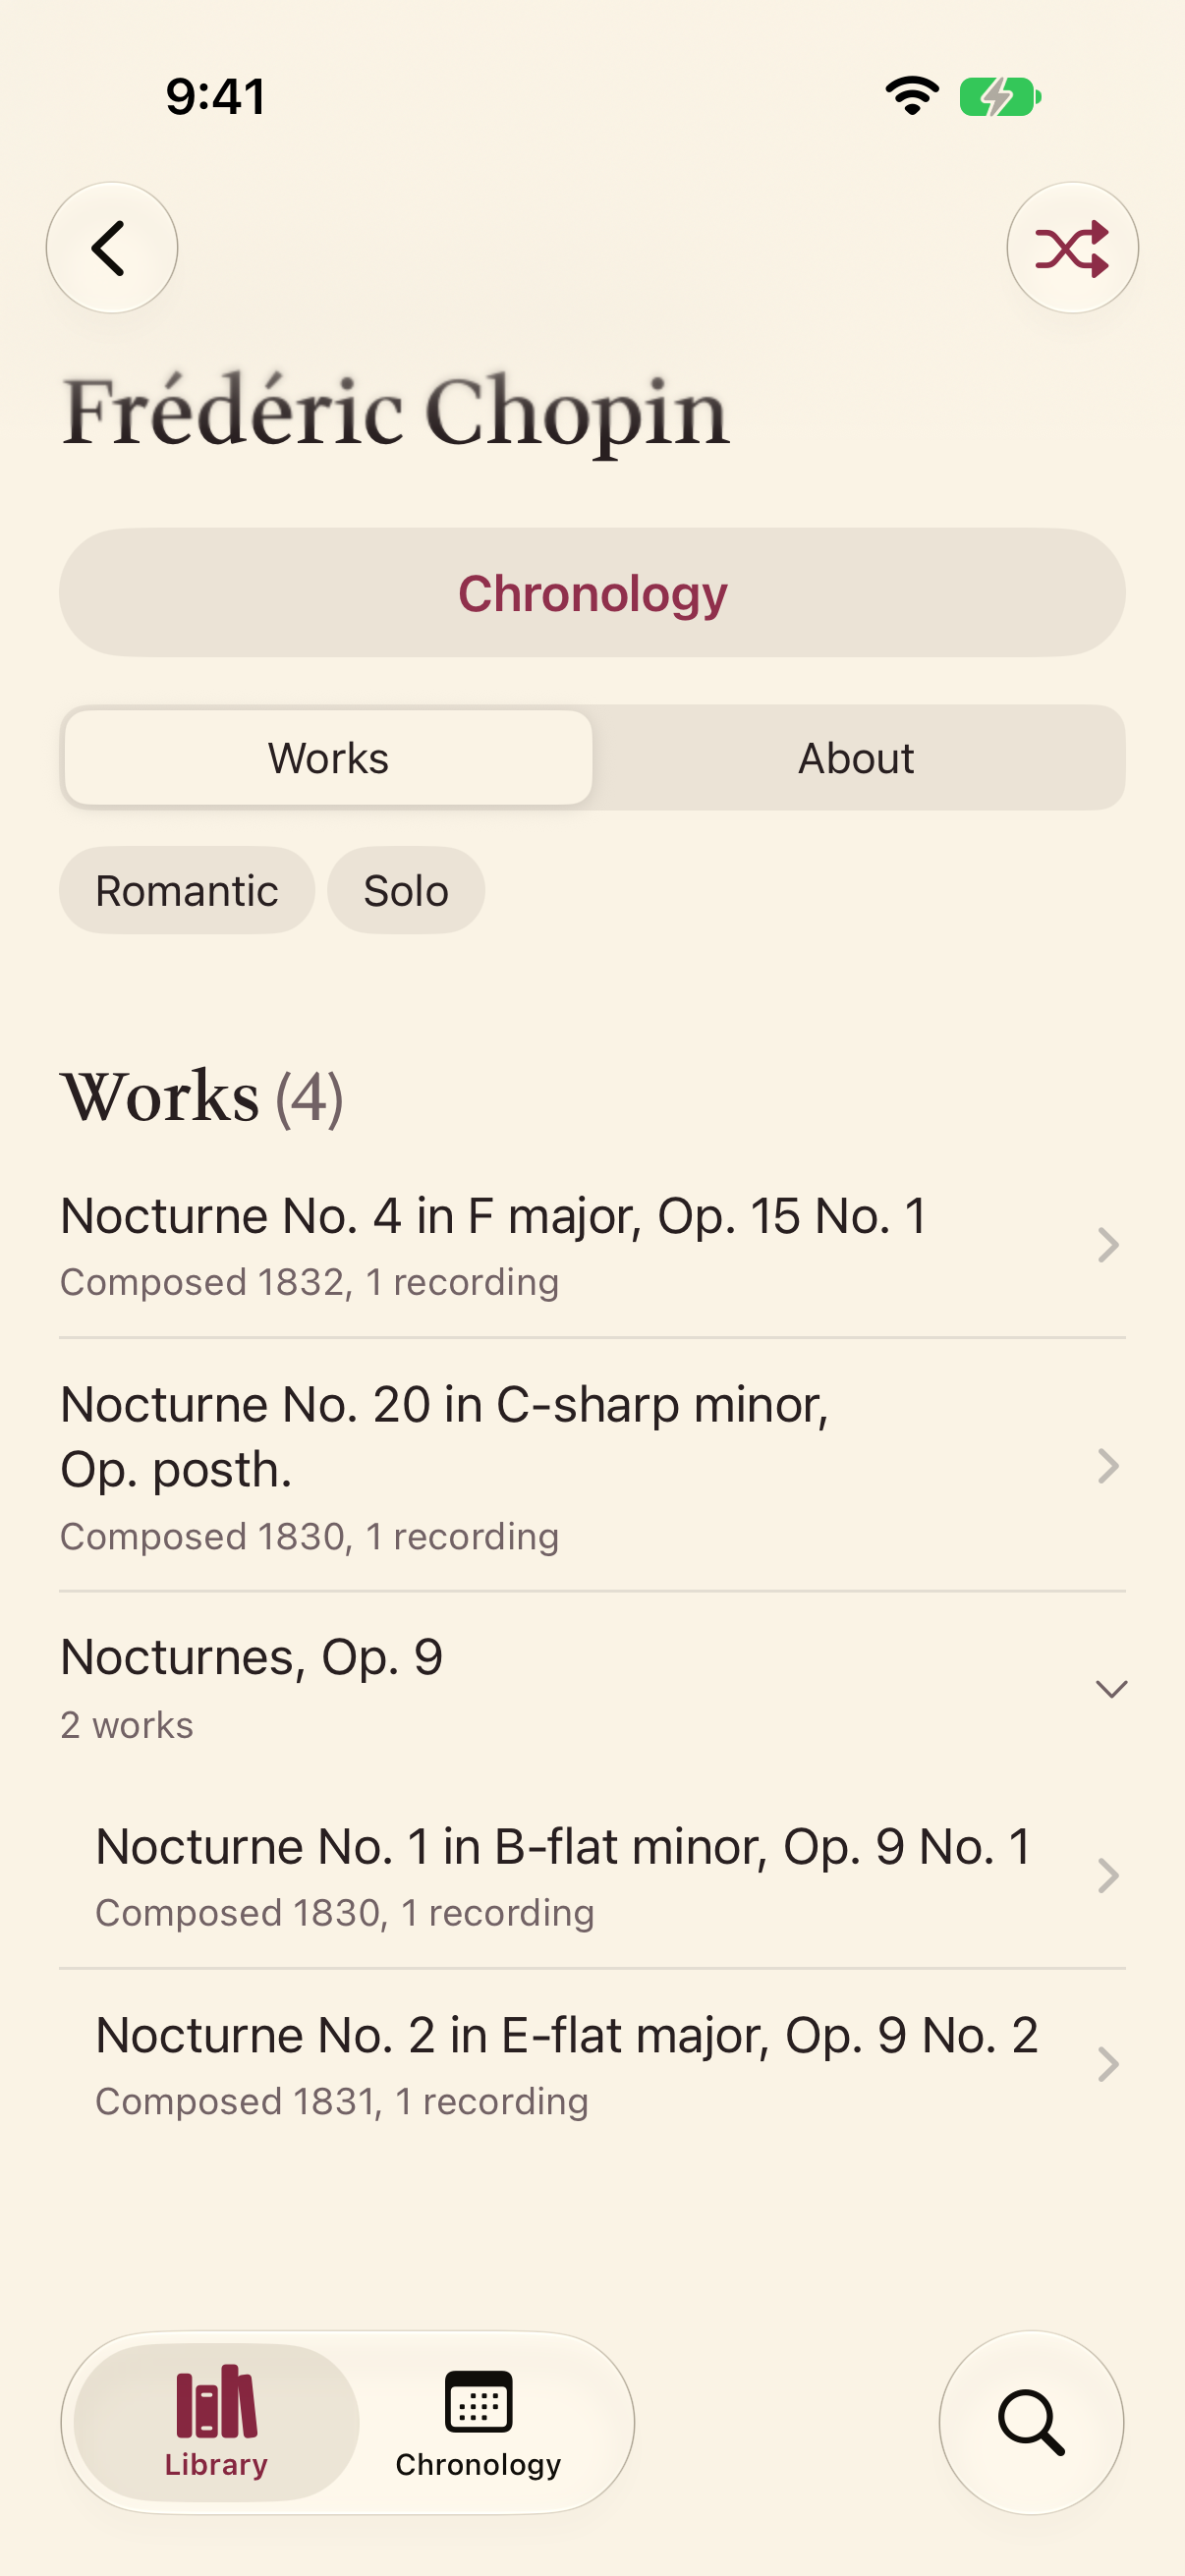 9:41
Frédéric Chopin
Chronology
Works
About
Romantic
Solo
Works (4)
Nocturne No. 4 in F major, Op. 15 No. 1
Composed 1832, 1 recording
Nocturne No. 20 in C-sharp minor,
Op. posth.
Composed 1830, 1 recording
Nocturnes, Op. 9
2 works
Nocturne No. 1 in B-flat minor, Op. 9 No. 1
Composed 1830, 1 recording
Nocturne No. 2 in E-flat major, Op. 9 No. 2
Composed 1831, 1 recording
Library
Chronology